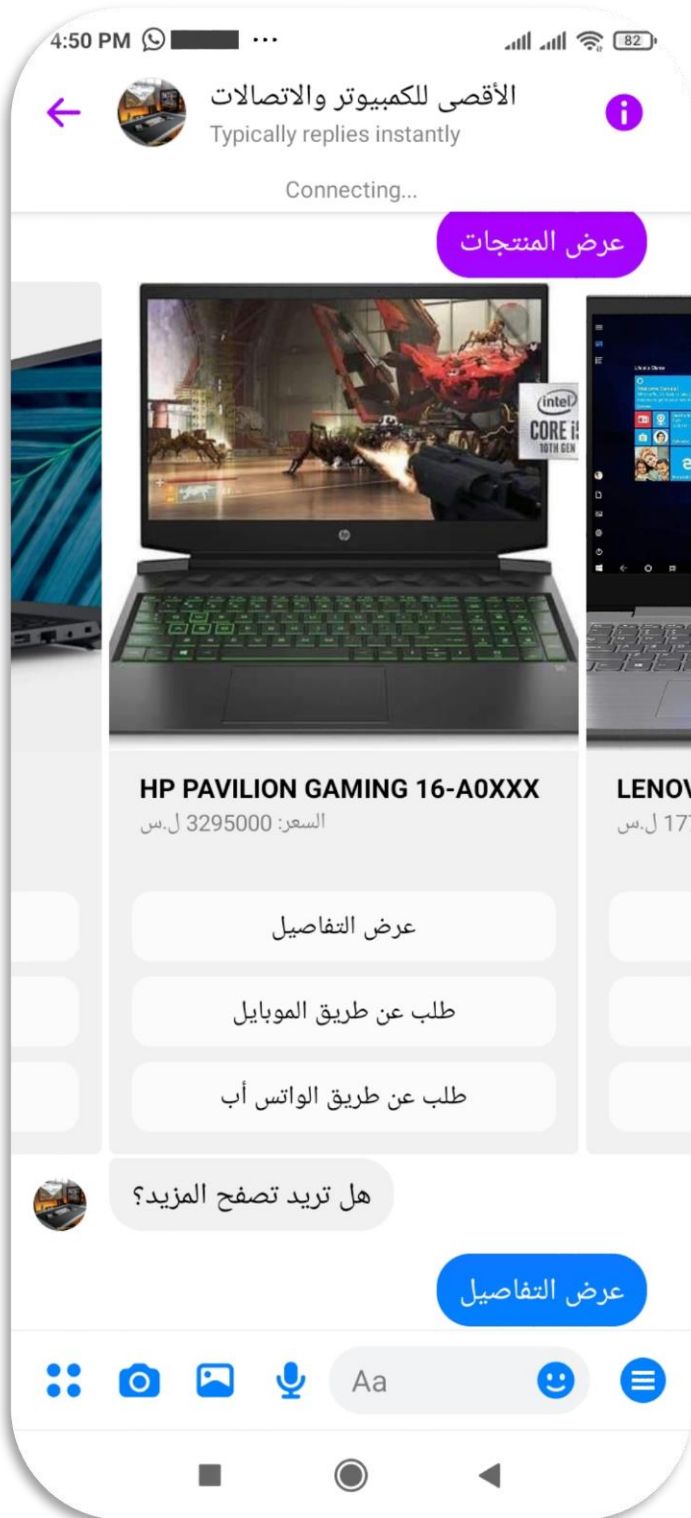 4:50 PM ... 82
الأقصى للكمبيوتر والاتصالات
Typically replies instantly
Connecting...
عرض المنتجات
intel
CORE i5
10TH GEN
hp
HP PAVILION GAMING 16-A0XXX
السعر: 3295000 ل.س
LENOV
177 ل.س
عرض التفاصيل
طلب عن طريق الموبايل
طلب عن طريق الواتس أب
هل تريد تصفح المزيد؟
عرض التفاصيل
Aa